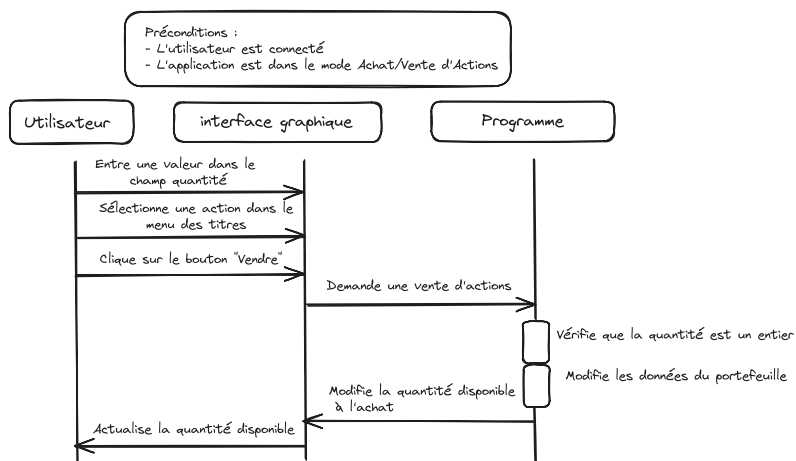 Préconditions :
- L'utilisateur est connecté
- L'application est dans le mode Achat/Vente d'Actions
Utilisateur
interface graphique
Programme
Entre une valeur dans le
champ quantité
Sélectionne une action dans le
menu des titres
Clique sur le bouton "Vendre"
Demande une vente d'actions
Vérifie que la quantité est un entier
Modifie les données du portefeuille
Modifie la quantité disponible
à l'achat
Actualise la quantité disponible